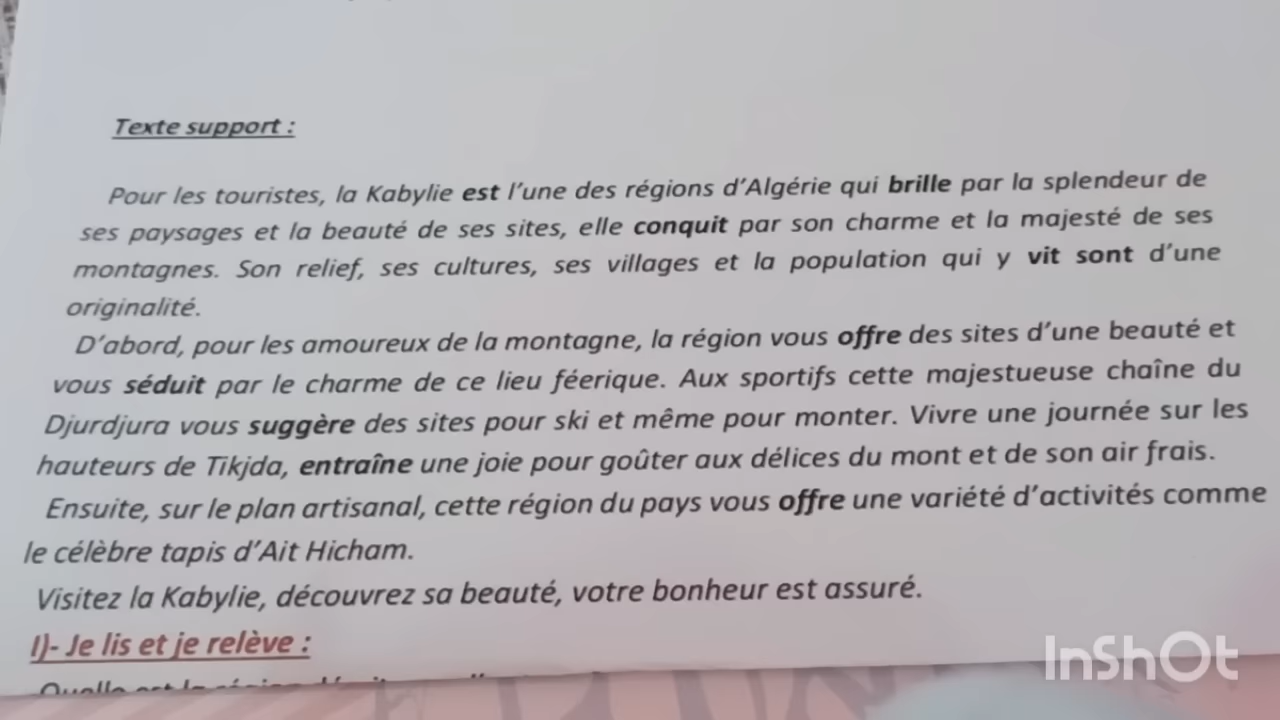 Texte support :
Pour les touristes, la Kabylie est l'une des régions d'Algérie qui brille par la splendeur de
ses paysages et la beauté de ses sites, elle conquit par son charme et la majesté de ses
montagnes. Son relief, ses cultures, ses villages et la population qui y vit sont d'une
originalité.
D'abord, pour les amoureux de la montagne, la région vous offre des sites d'une beauté et
vous séduit par le charme de ce lieu féerique. Aux sportifs cette majestueuse chaîne du
Djurdjura vous suggère des sites pour ski et même pour monter. Vivre une journée sur les
hauteurs de Tikjda, entraîne une joie pour goûter aux délices du mont et de son air frais.
Ensuite, sur le plan artisanal, cette région du pays vous offre une variété d'activités comme
le célèbre tapis d'Ait Hicham.
Visitez la Kabylie, découvrez sa beauté, votre bonheur est assuré.
I)- Je lis et je relève :
InShOt